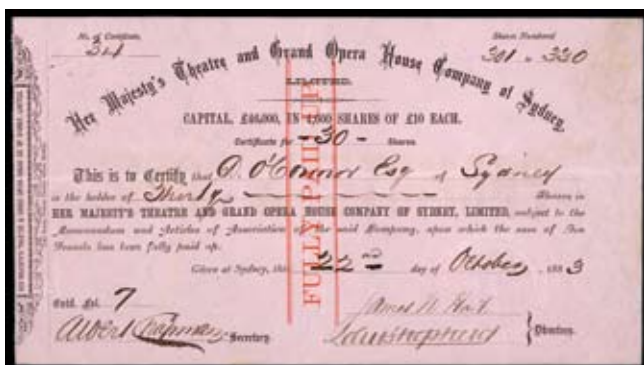 No. of Certificate,
34
Shares Numbered
301 to 330
Her Majesty's Theatre and Grand Opera House Company of Sydney,
LIMITED.
CAPITAL, £40,000, IN 4,000 SHARES OF £10 EACH.
Certificate for -30- Shares.
This is to Certify that D. O'Connor Esq of Sydney
is the holder of Thirty Shares in
HER MAJESTY'S THEATRE AND GRAND OPERA HOUSE COMPANY OF SYDNEY, LIMITED, subject to the
Memorandum and Articles of Association of the said Company, upon which the sum of Ten
Pounds has been fully paid up.
Given at Sydney, this 22nd day of October, 1883
FULLY PAID UP
Entd. Fol. 7
Albert Chapman Secretary.
James
Directors.